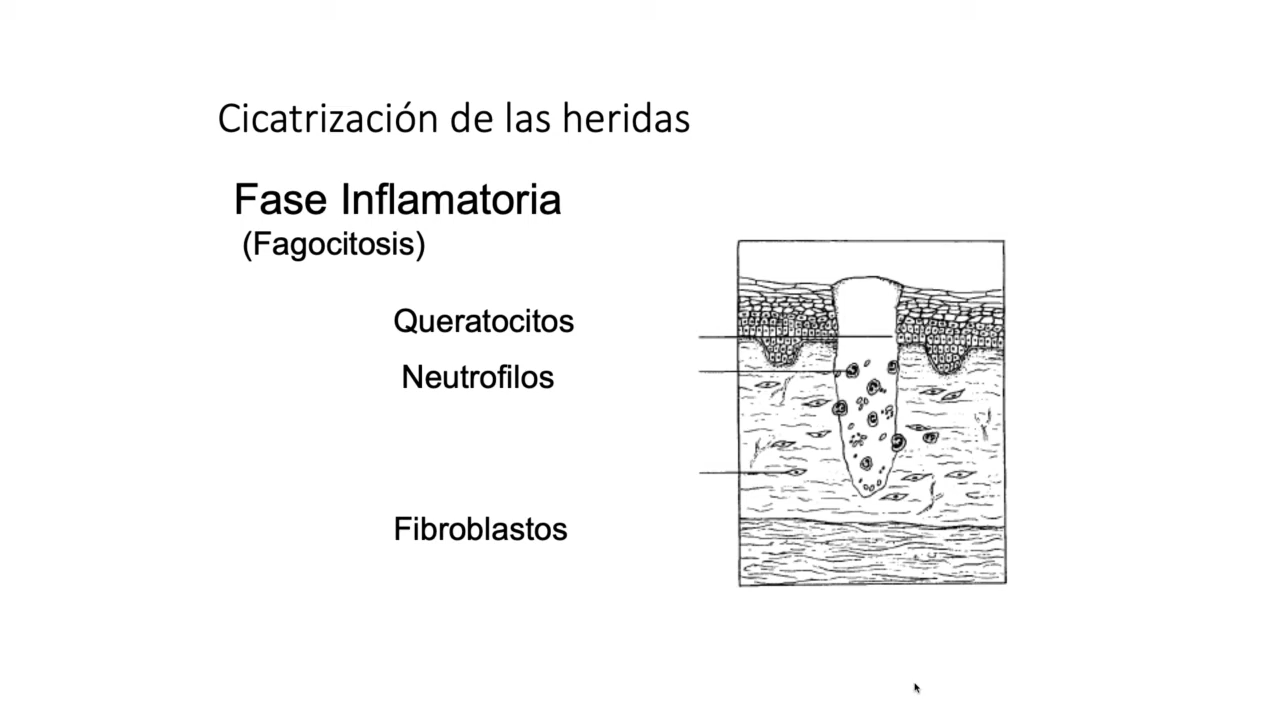 Cicatrización de las heridas
Fase Inflamatoria
(Fagocitosis)
Queratocitos
Neutrofilos
Fibroblastos